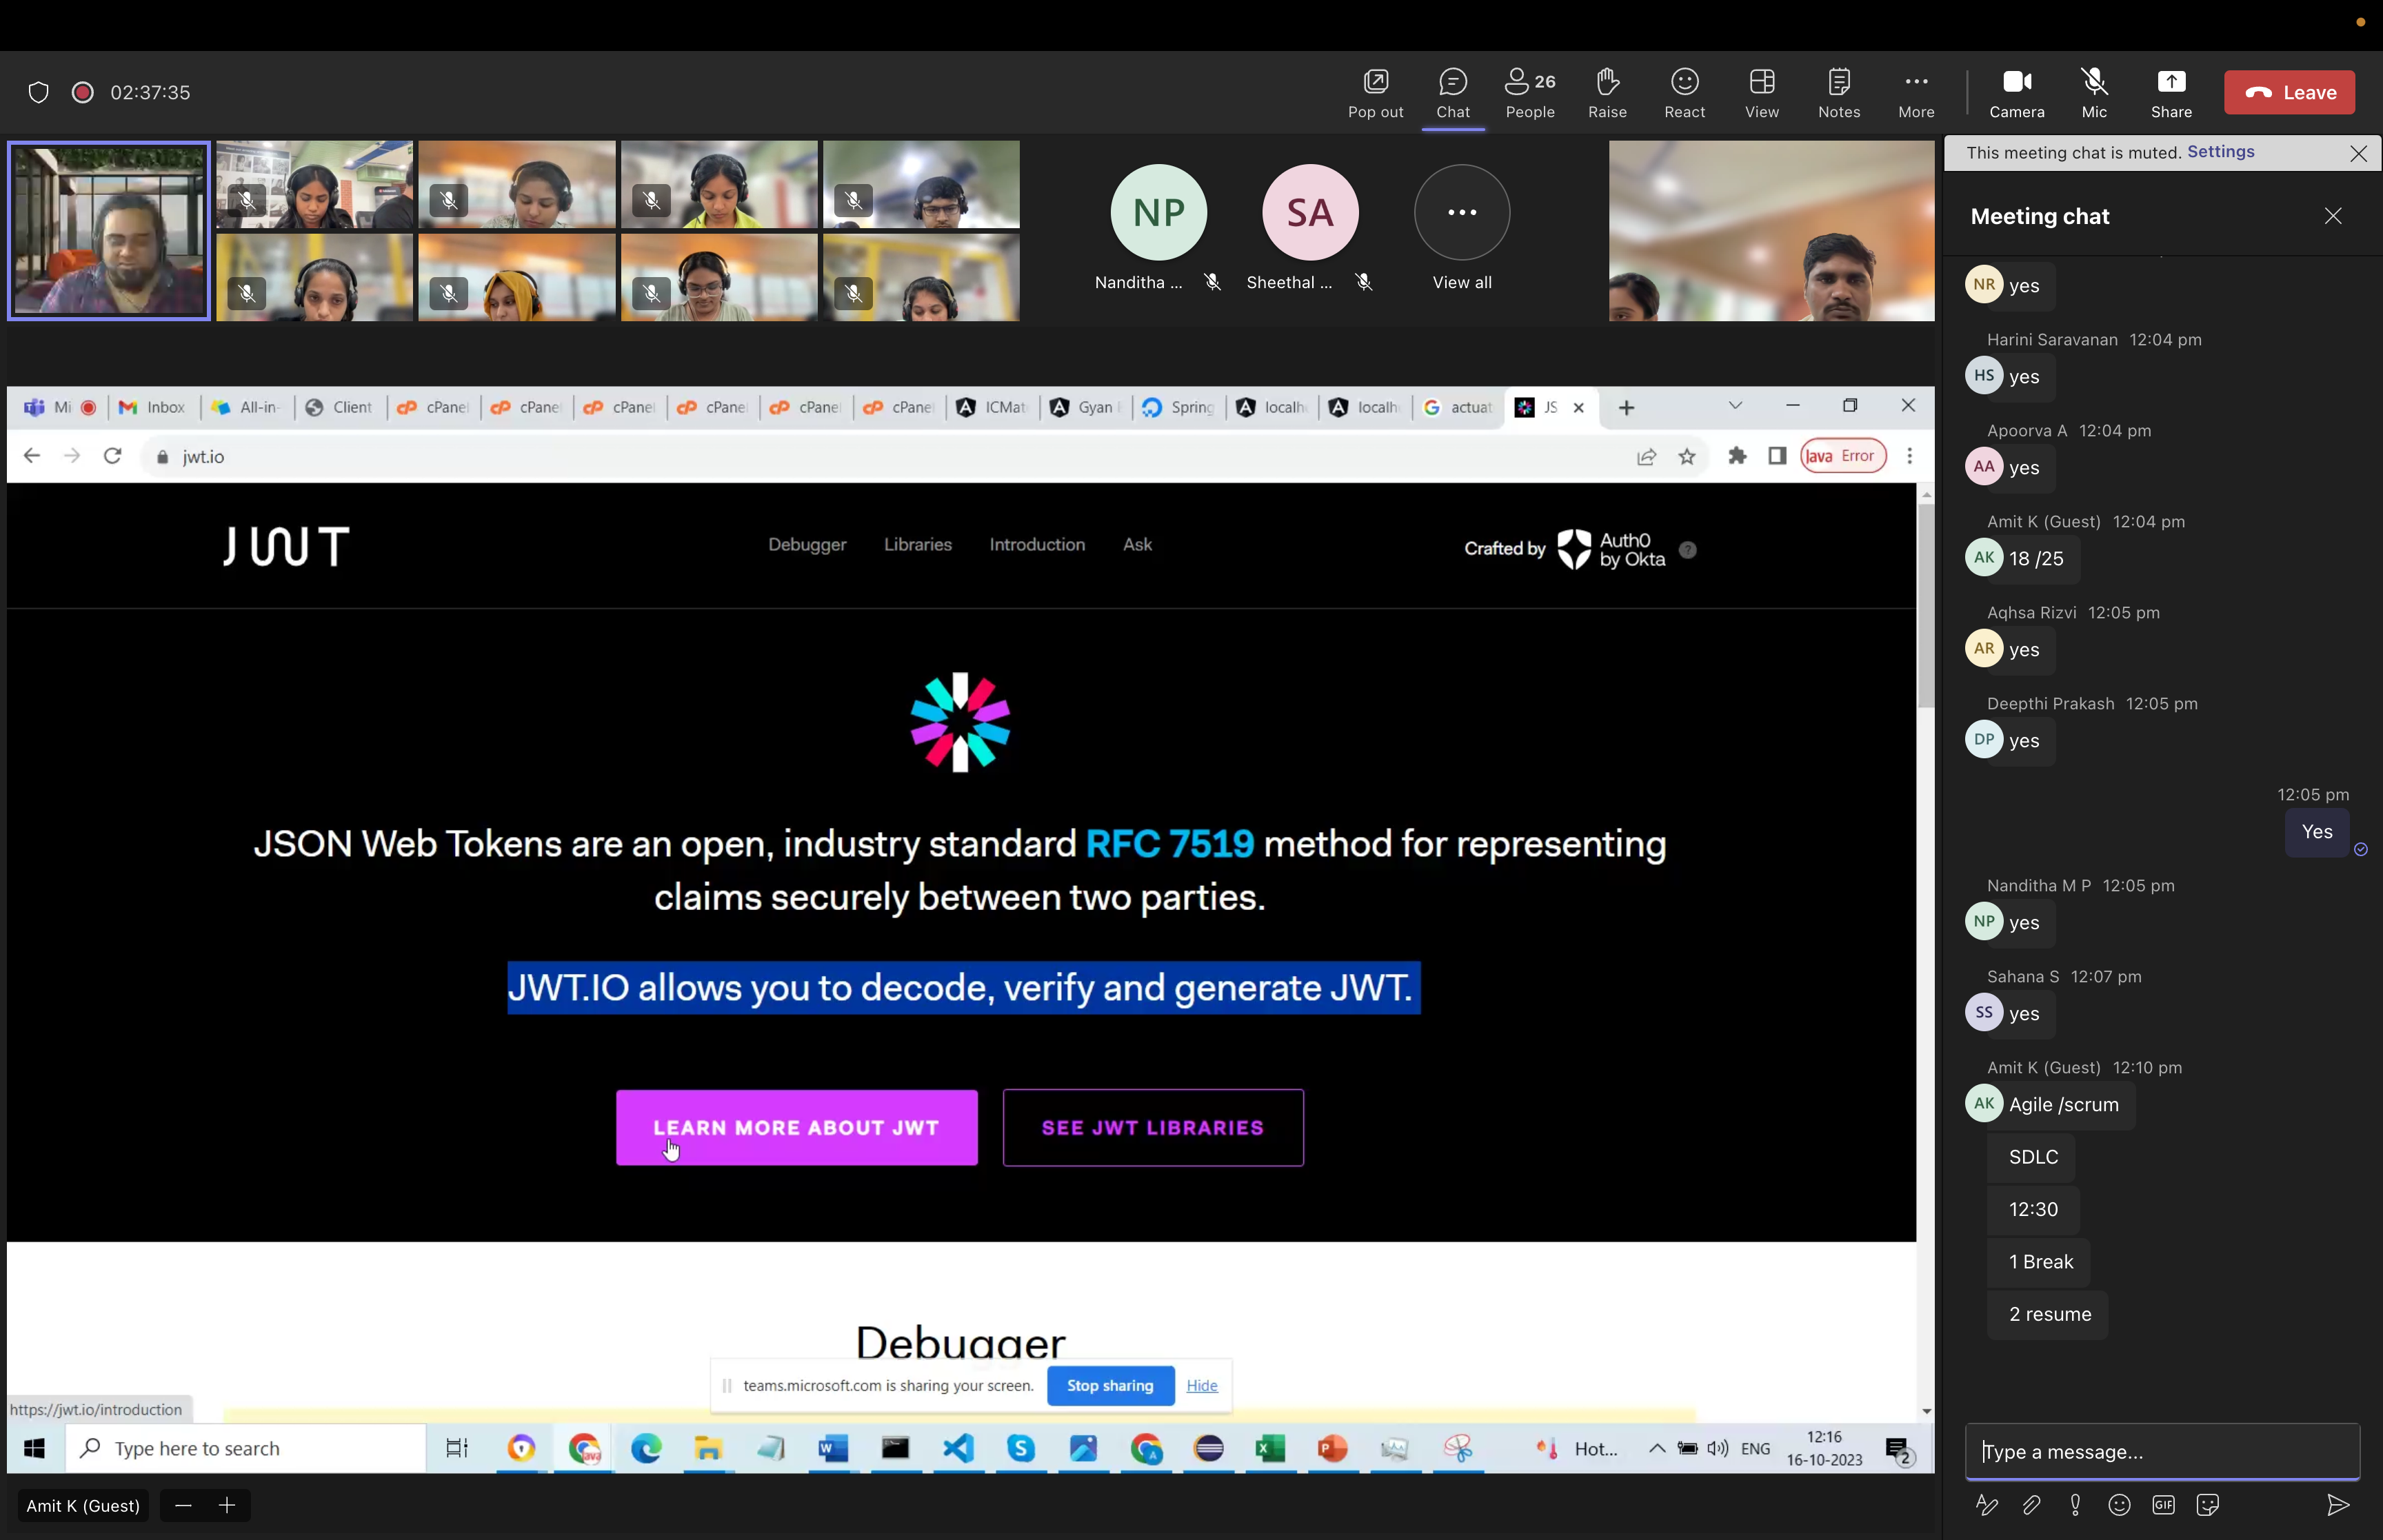 02:37:35
Pop out
Chat
26
People
Raise
React
View
Notes
More
Camera
Mic
Share
Leave
NP
Nanditha ...
SA
Sheethal ...
View all
This meeting chat is muted. Settings
Meeting chat
NR yes
Harini Saravanan 12:04 pm
HS yes
Apoorva A 12:04 pm
AA yes
Amit K (Guest) 12:04 pm
AK 18 /25
Aqhsa Rizvi 12:05 pm
AR yes
Deepthi Prakash 12:05 pm
DP yes
12:05 pm
Yes
Nanditha M P 12:05 pm
NP yes
Sahana S 12:07 pm
SS yes
Amit K (Guest) 12:10 pm
AK Agile /scrum
SDLC
12:30
1 Break
2 resume
Type a message...
GIF
Mi
Inbox
All-in-
Client
cPanel
cPanel
cPanel
cPanel
cPanel
cPanel
ICMat
Gyan
Spring
localh
localh
actuat
JS
jwt.io
Java Error
JWT
Debugger
Libraries
Introduction
Ask
Crafted by
Auth0
by Okta
?
JSON Web Tokens are an open, industry standard RFC 7519 method for representing
claims securely between two parties.
JWT.IO allows you to decode, verify and generate JWT.
LEARN MORE ABOUT JWT
SEE JWT LIBRARIES
Debugger
teams.microsoft.com is sharing your screen.
Stop sharing
Hide
https://jwt.io/introduction
Type here to search
Hot...
ENG
12:16
16-10-2023
2
Amit K (Guest)